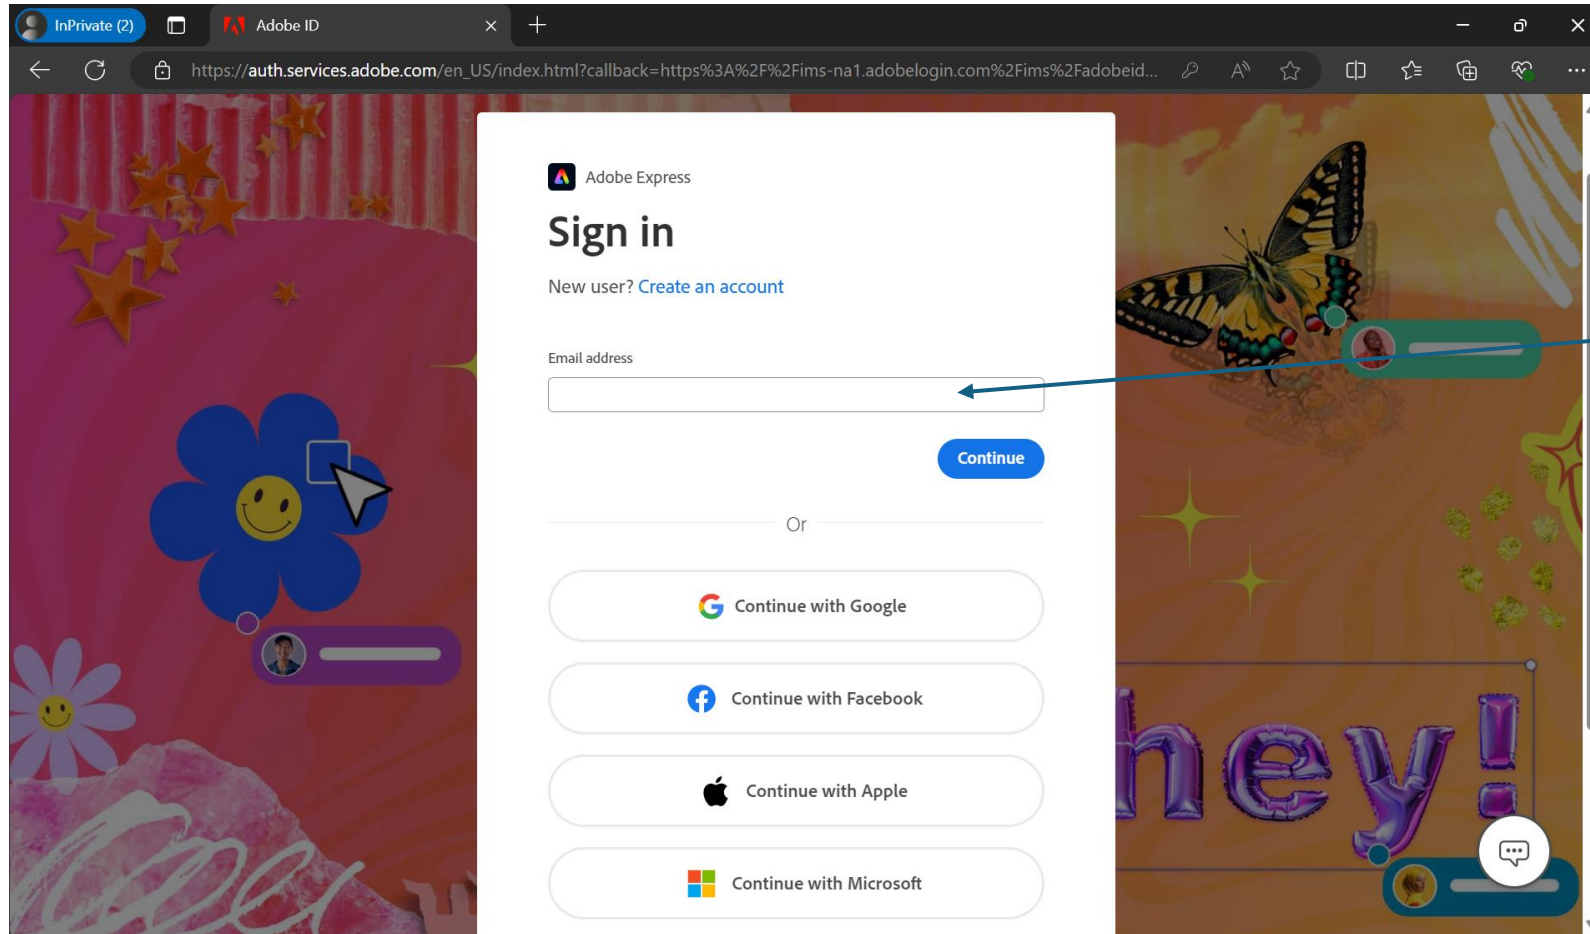 InPrivate (2)
Adobe ID
https://auth.services.adobe.com/en_US/index.html?callback=https%3A%2F%2Fims-na1.adobelogin.com%2Fims%2Fadobeid...
Adobe Express
Sign in
New user? Create an account
Email address
Continue
Or
Continue with Google
Continue with Facebook
Continue with Apple
Continue with Microsoft
hey!